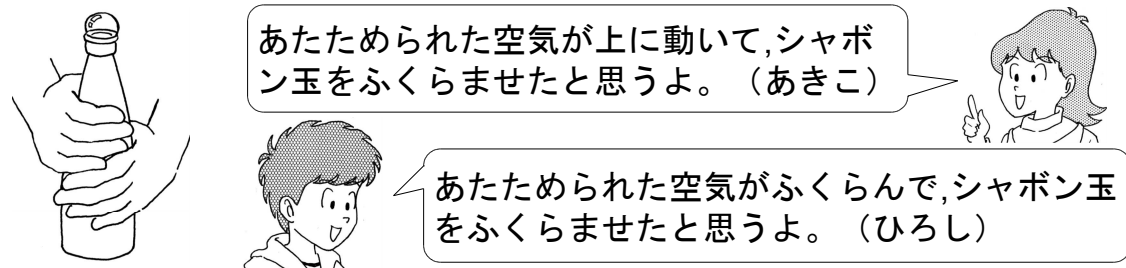 あたためられた空気が上に動いて,シャボ
ン玉をふくらませたと思うよ。（あきこ）
あたためられた空気がふくらんで,シャボン玉
をふくらませたと思うよ。（ひろし）